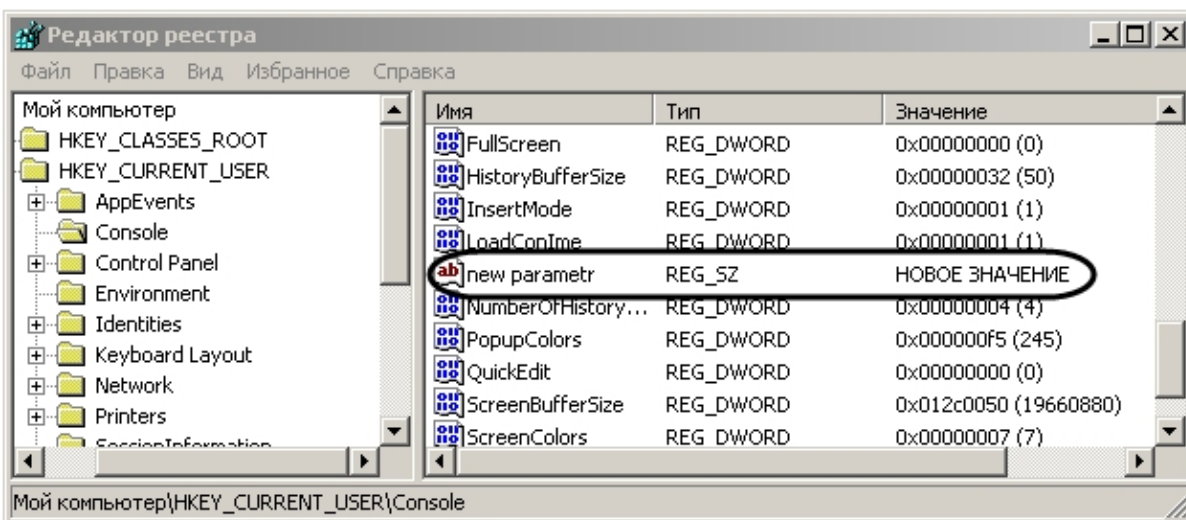 Редактор реестра
Файл Правка Вид Избранное Справка
Мой компьютер
HKEY_CLASSES_ROOT
HKEY_CURRENT_USER
AppEvents
Console
Control Panel
Environment
Identities
Keyboard Layout
Network
Printers
SessionInformation
Имя Тип Значение
FullScreen REG_DWORD 0x00000000 (0)
HistoryBufferSize REG_DWORD 0x00000032 (50)
InsertMode REG_DWORD 0x00000001 (1)
LoadConIme REG_DWORD 0x00000001 (1)
ab new parametr REG_SZ НОВОЕ ЗНАЧЕНИЕ
NumberOfHistory... REG_DWORD 0x00000004 (4)
PopupColors REG_DWORD 0x000000f5 (245)
QuickEdit REG_DWORD 0x00000000 (0)
ScreenBufferSize REG_DWORD 0x012c0050 (19660880)
ScreenColors REG_DWORD 0x00000007 (7)
Мой компьютер\HKEY_CURRENT_USER\Console